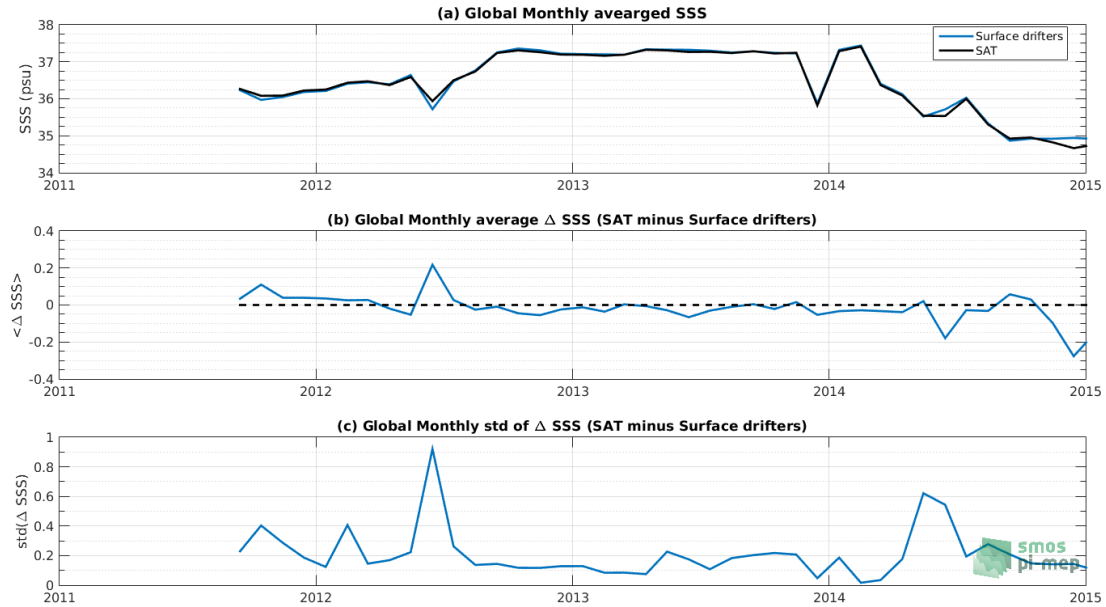 (a) Global Monthly avearged SSS
38
37
36
35
34
SSS (psu)
Surface drifters
SAT
2011 2012 2013 2014 2015
(b) Global Monthly average Δ SSS (SAT minus Surface drifters)
0.4
0.2
0
-0.2
-0.4
<Δ SSS>
2011 2012 2013 2014 2015
(c) Global Monthly std of Δ SSS (SAT minus Surface drifters)
1
0.8
0.6
0.4
0.2
0
std(Δ SSS)
smos
pi-mep
2011 2012 2013 2014 2015